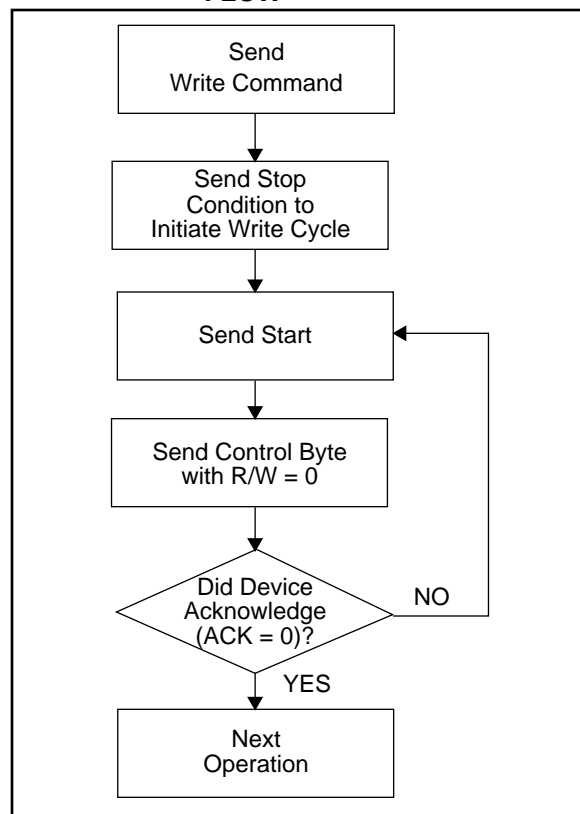 Send
Write Command
Send Stop
Condition to
Initiate Write Cycle
Send Start
Send Control Byte
with R/W = 0
Did Device
Acknowledge
(ACK = 0)?
NO
YES
Next
Operation